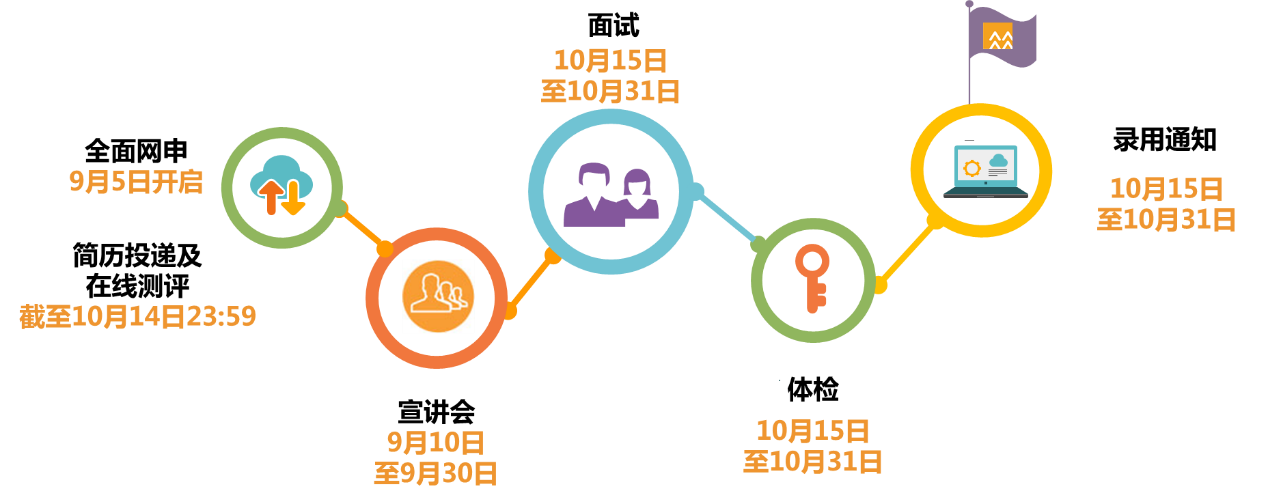 全面网申
9月5日开启
简历投递及
在线测评
截至10月14日23:59
宣讲会
9月10日
至9月30日
面试
10月15日
至10月31日
体检
10月15日
至10月31日
录用通知
10月15日
至10月31日